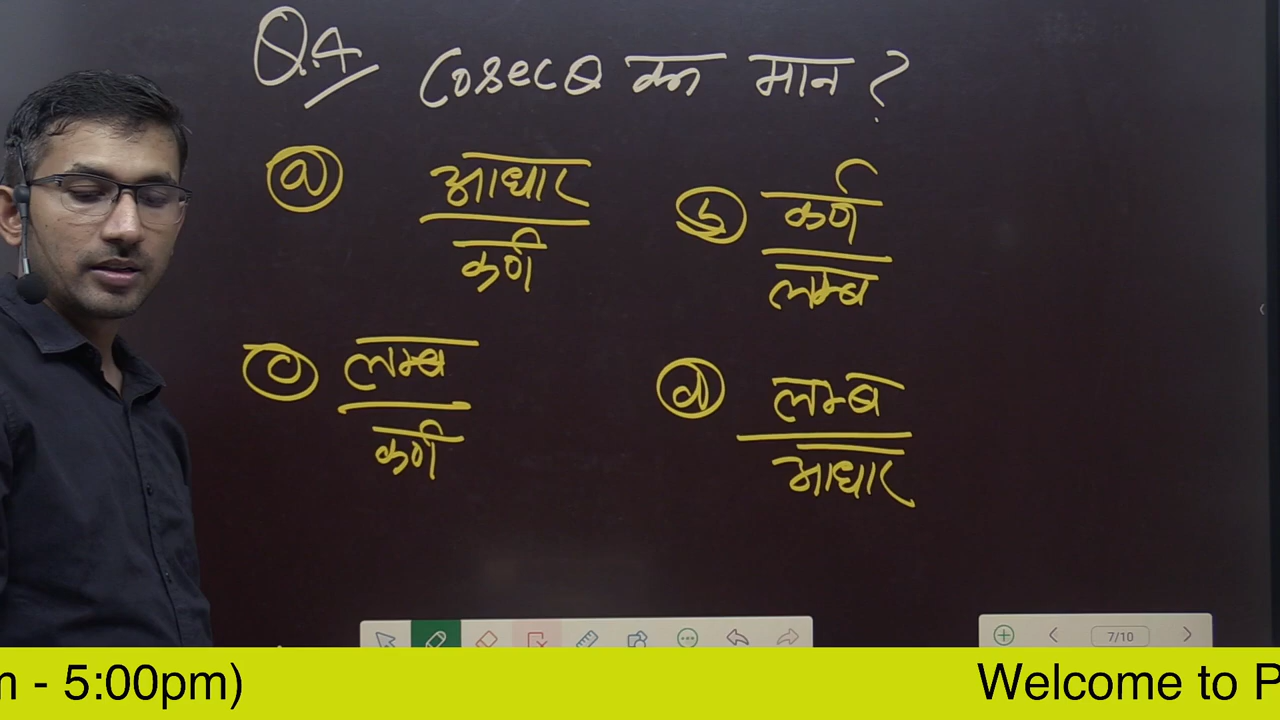 Q.4 Cosecθ का मान ?
(a) आधार/कर्ण
(b) कर्ण/लम्ब
(c) लम्ब/कर्ण
(d) लम्ब/आधार
7/10
m - 5:00pm)
Welcome to P